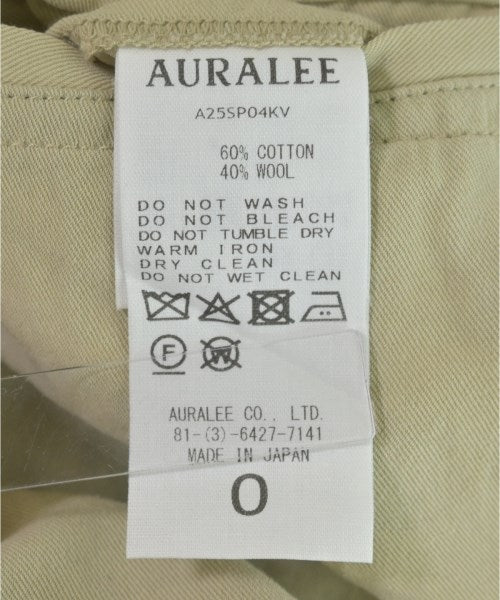 AURALEE
A25SP04KV
60% COTTON
40% WOOL
DO NOT WASH
DO NOT BLEACH
DO NOT TUMBLE DRY
WARM IRON
DRY CLEAN
DO NOT WET CLEAN
F W
AURALEE CO., LTD.
81-(3)-6427-7141
MADE IN JAPAN
0